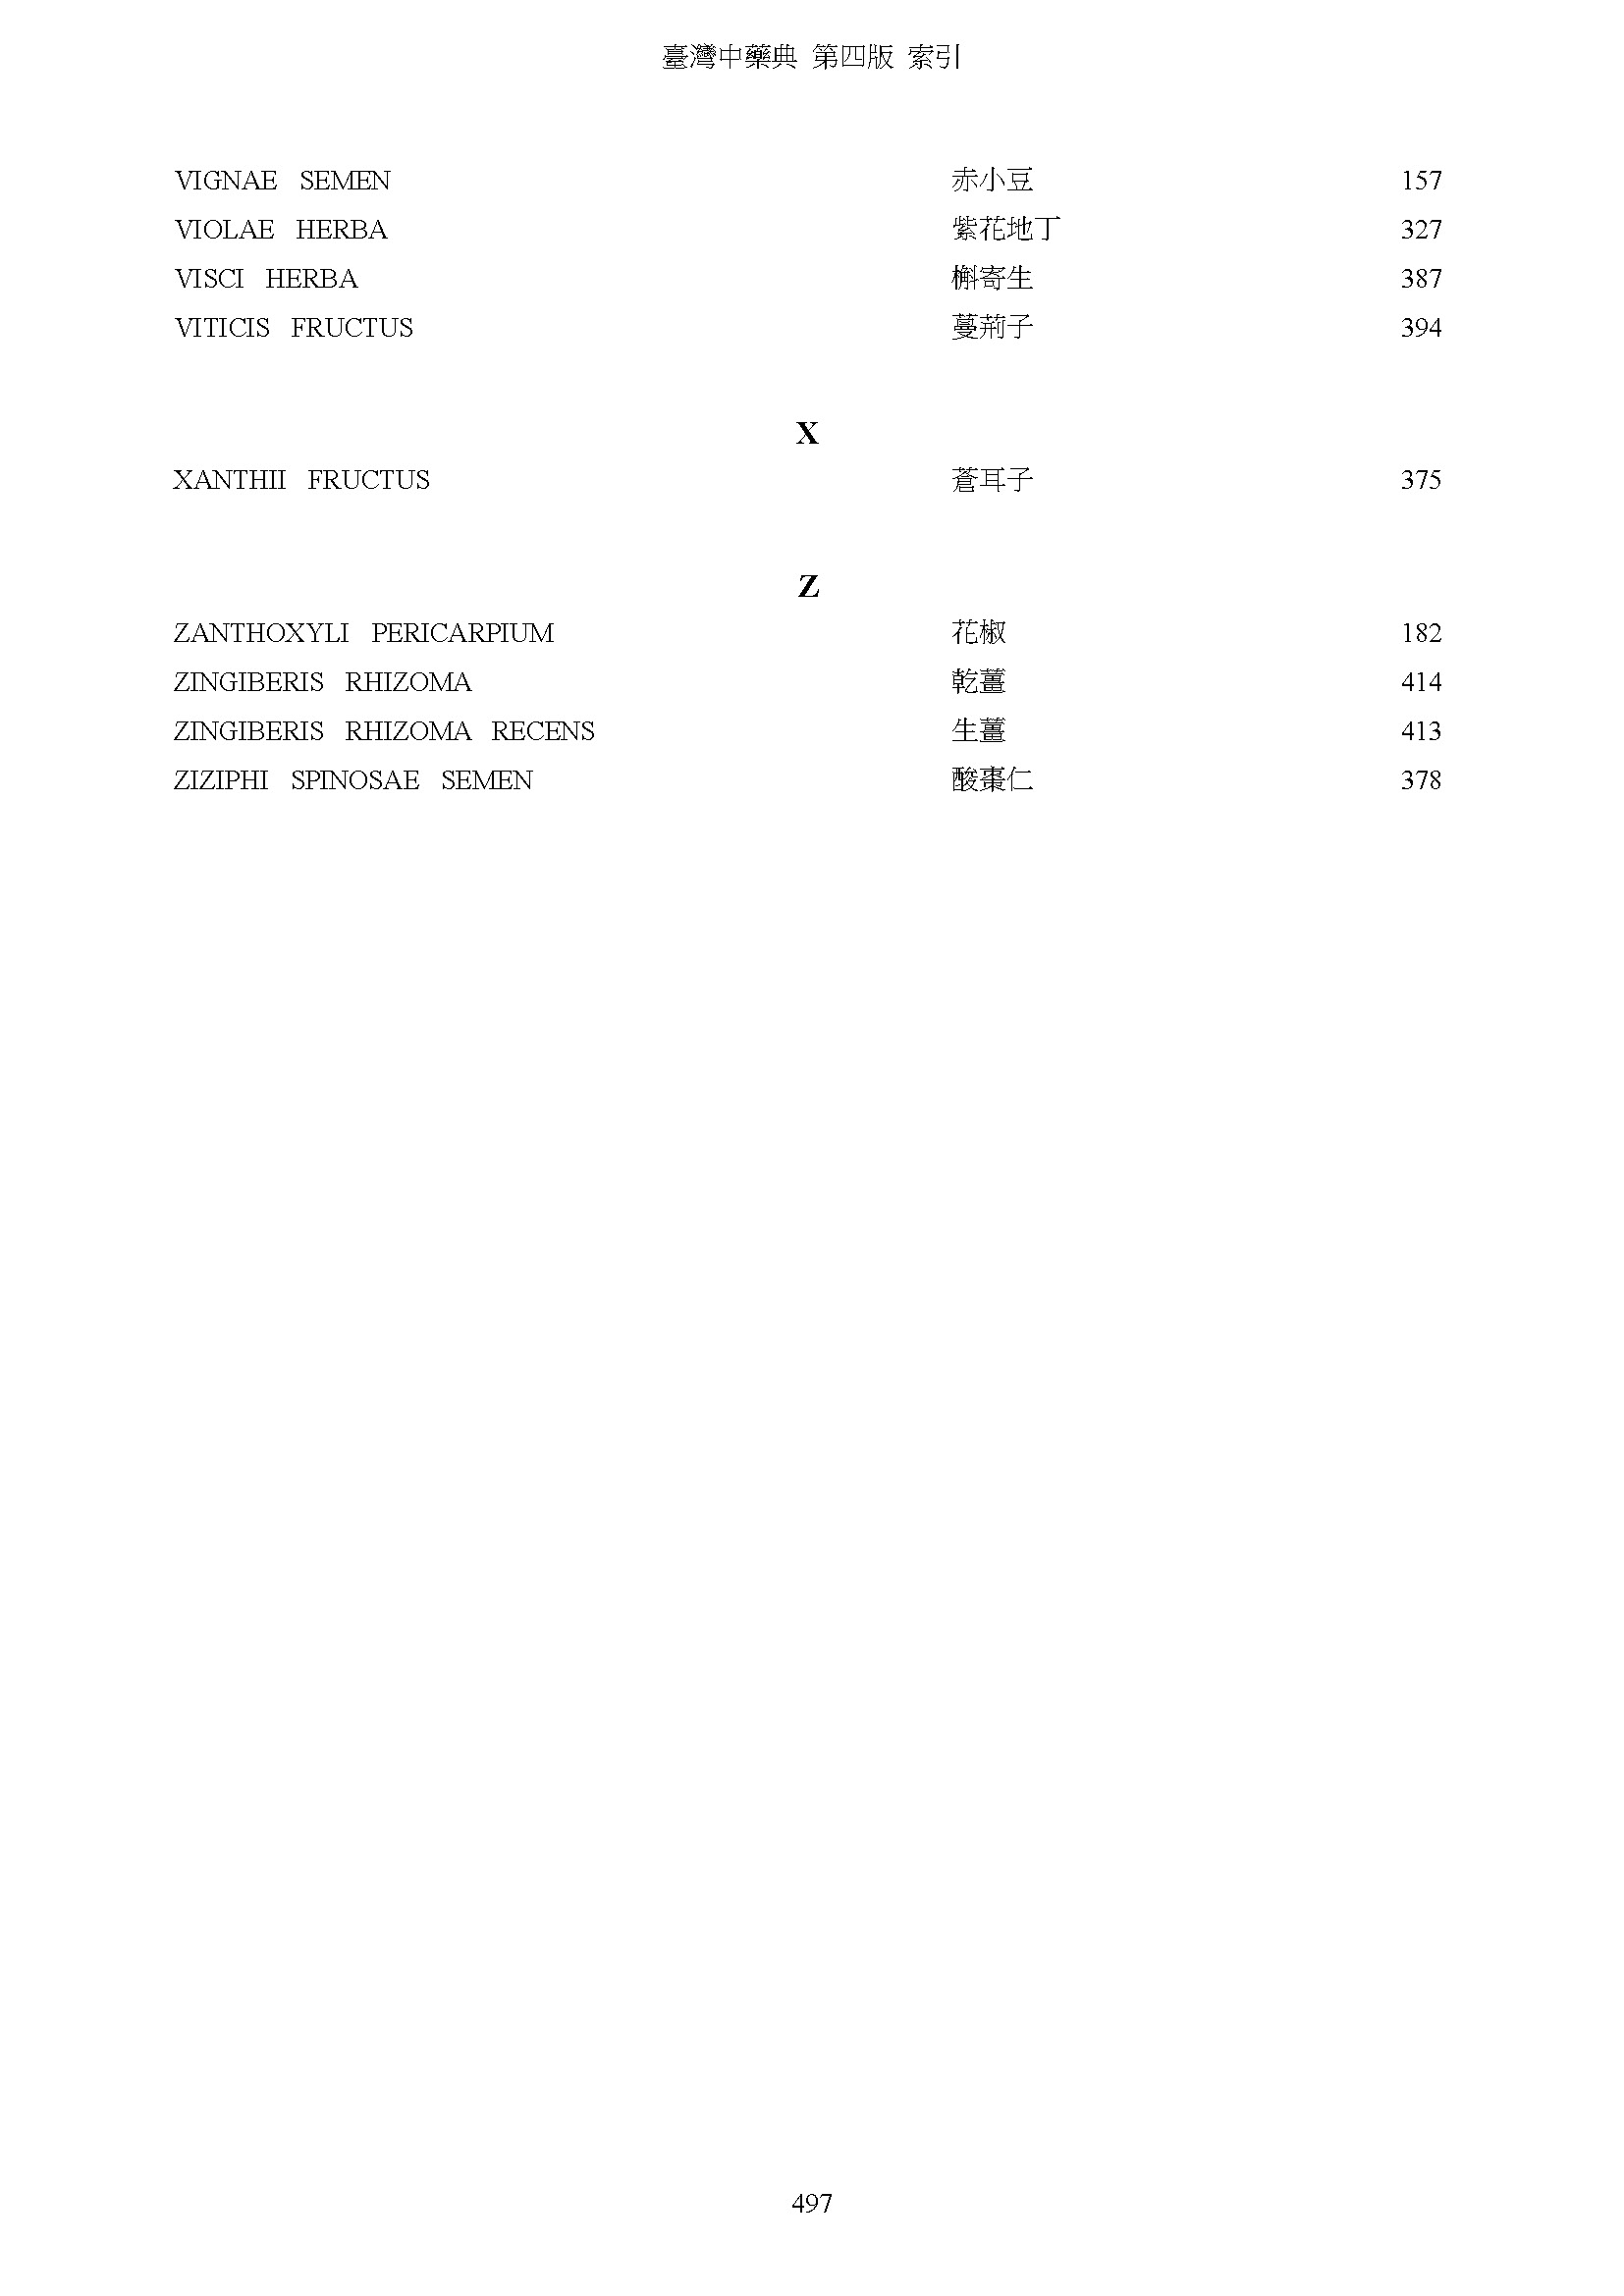 臺灣中藥典 第四版 索引
VIGNAE SEMEN 赤小豆 157
VIOLAE HERBA 紫花地丁 327
VISCI HERBA 槲寄生 387
VITICIS FRUCTUS 蔓荊子 394
X
XANTHII FRUCTUS 蒼耳子 375
Z
ZANTHOXYLI PERICARPIUM 花椒 182
ZINGIBERIS RHIZOMA 乾薑 414
ZINGIBERIS RHIZOMA RECENS 生薑 413
ZIZIPHI SPINOSAE SEMEN 酸棗仁 378
497